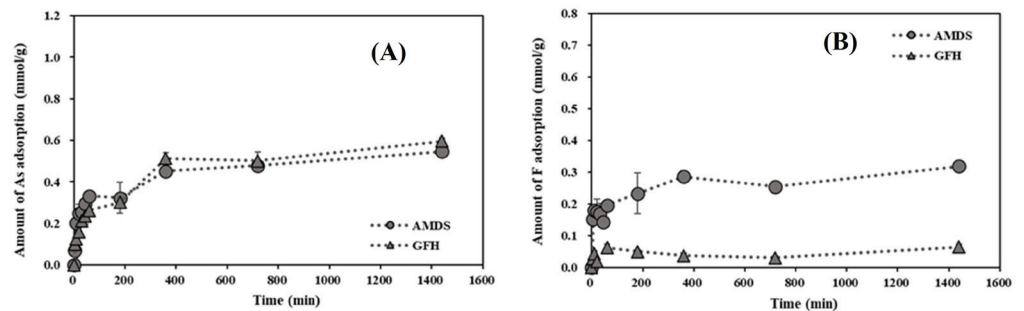 (A)
Amount of As adsorption (mmol/g)
1.2
1.0
0.8
0.6
0.4
0.2
0.0
AMDS
GFH
0 200 400 600 800 1000 1200 1400 1600
Time (min)
(B)
Amount of F adsorption (mmol/g)
0.8
0.7
0.6
0.5
0.4
0.3
0.2
0.1
0.0
AMDS
GFH
0 200 400 600 800 1000 1200 1400 1600
Time (min)